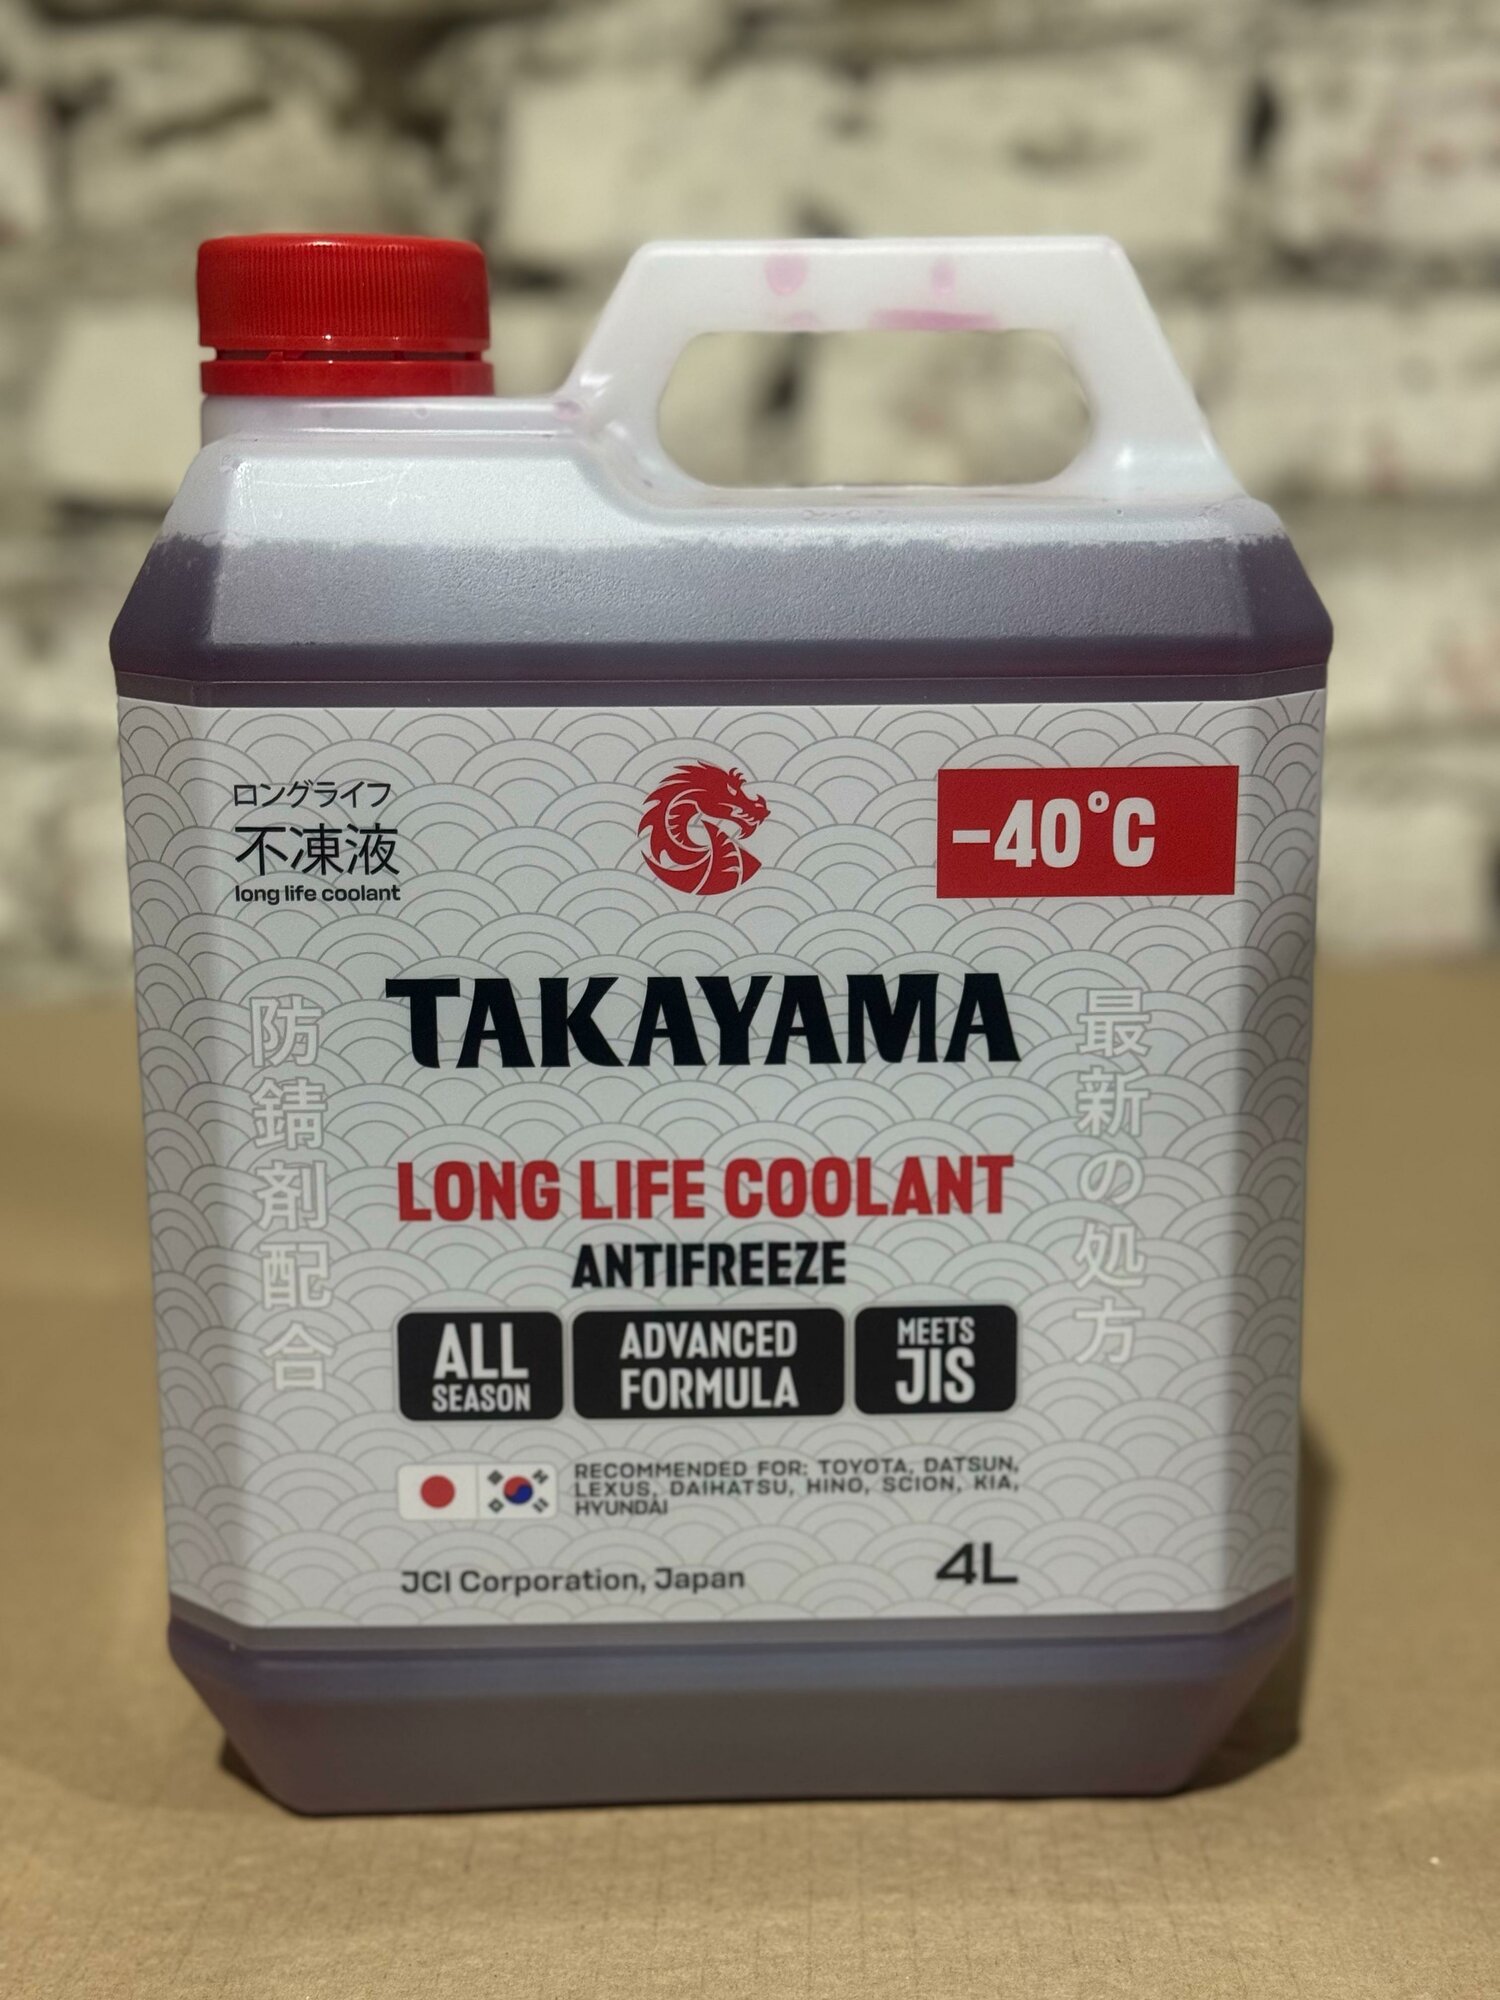 ロングライフ
不凍液
long life coolant
-40°C
TAKAYAMA
防錆剤配合
最新の処方
LONG LIFE COOLANT
ANTIFREEZE
ALL
SEASON
ADVANCED
FORMULA
MEETS
JIS
RECOMMENDED FOR: TOYOTA, DATSUN,
LEXUS, DAIHATSU, HINO, SCION, KIA,
HYUNDAI
JCI Corporation, Japan
4L